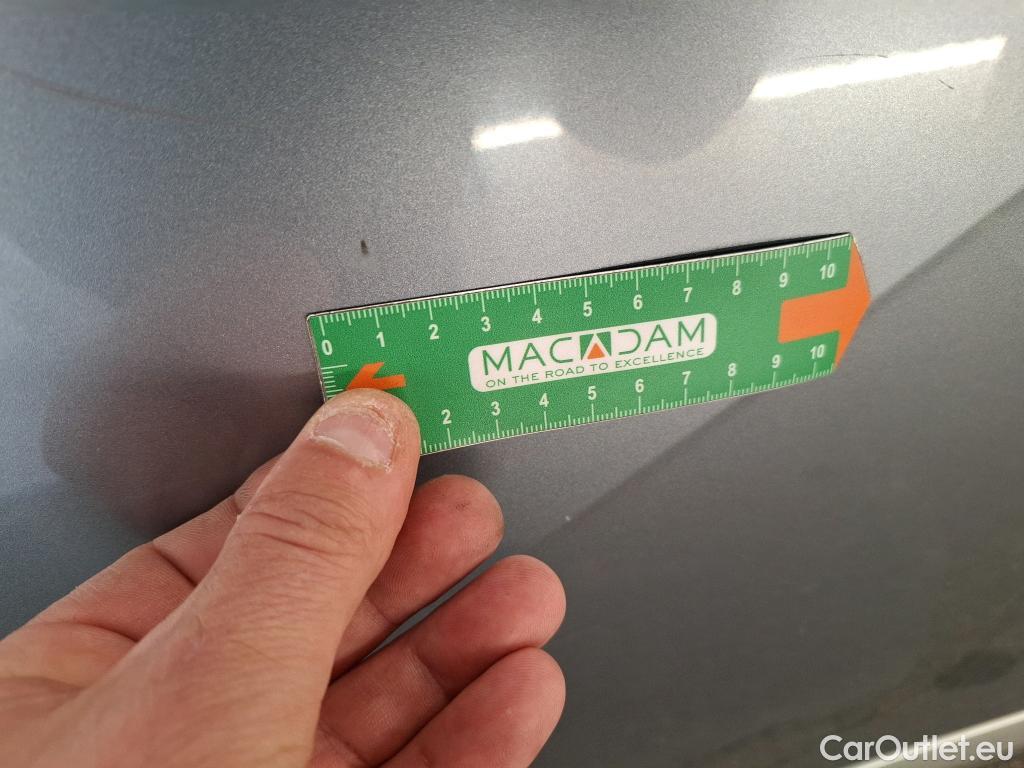 0 1 2 3 4 5 6 7 8 9 10
MACADAM
ON THE ROAD TO EXCELLENCE
2 3 4 5 6 7 8 9 10
CarOutlet.eu